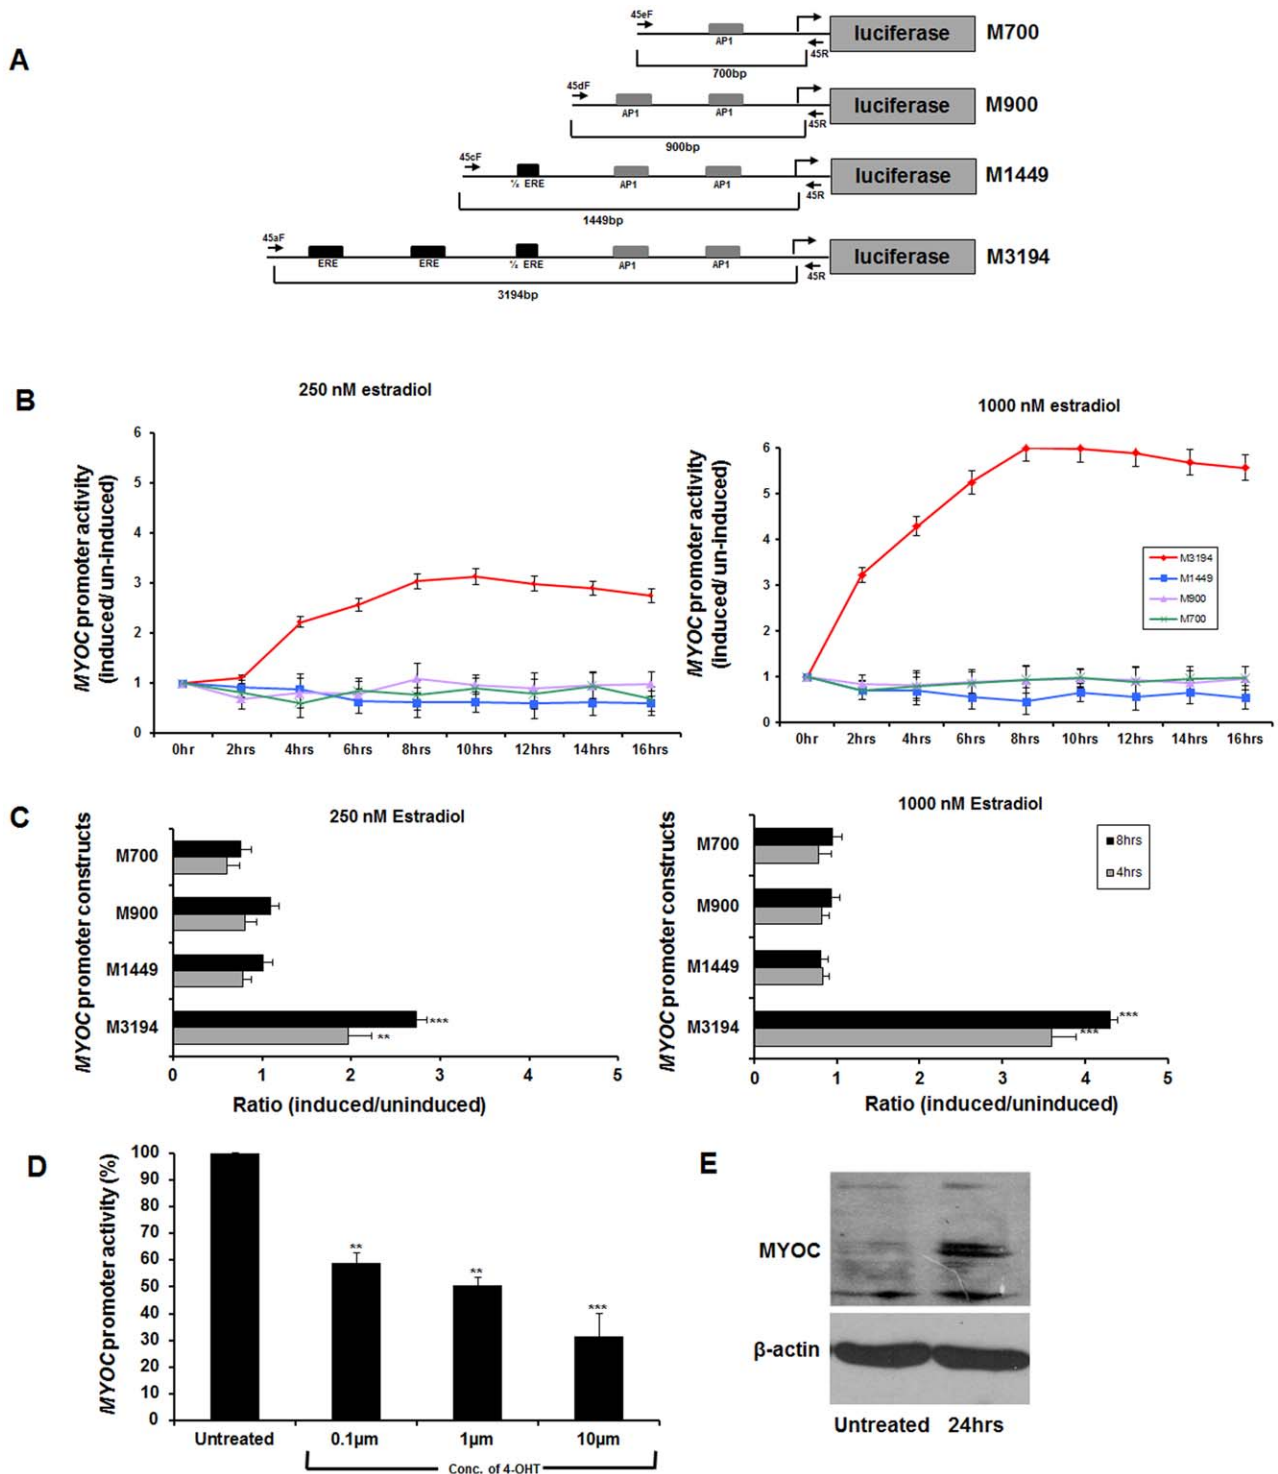 A
45eF
AP1
45R
700bp
luciferase
M700
45dF
AP1
AP1
45R
900bp
luciferase
M900
45cF
½ ERE
AP1
AP1
45R
1449bp
luciferase
M1449
45aF
ERE
ERE
½ ERE
AP1
AP1
45R
3194bp
luciferase
M3194
B
250 nM estradiol
MYOC promoter activity
(induced/ un-induced)
6
5
4
3
2
1
0
0hr 2hrs 4hrs 6hrs 8hrs 10hrs 12hrs 14hrs 16hrs
1000 nM estradiol
MYOC promoter activity
(induced/ un-induced)
6
5
4
3
2
1
0
0hr 2hrs 4hrs 6hrs 8hrs 10hrs 12hrs 14hrs 16hrs
M3194
M1449
M900
M700
C
250 nM Estradiol
MYOC promoter constructs
M700
M900
M1449
M3194
***
**
0 1 2 3 4 5
Ratio (induced/uninduced)
1000 nM Estradiol
MYOC promoter constructs
M700
M900
M1449
M3194
***
***
0 1 2 3 4 5
Ratio (induced/uninduced)
8hrs
4hrs
D
MYOC promoter activity (%)
100
90
80
70
60
50
40
30
20
10
0
**
**
***
Untreated 0.1µm 1µm 10µm
Conc. of 4-OHT
E
MYOC
β-actin
Untreated 24hrs